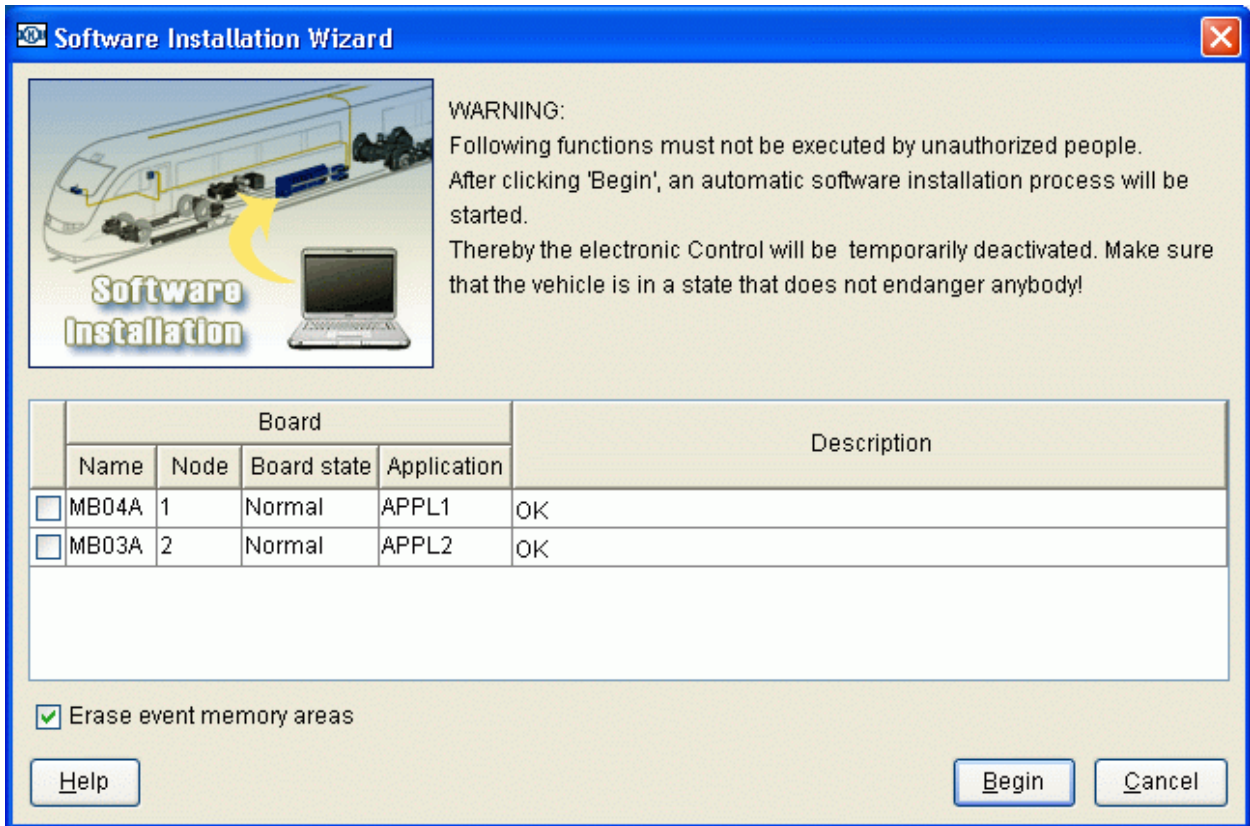 Software Installation Wizard
WARNING:
Following functions must not be executed by unauthorized people.
After clicking 'Begin', an automatic software installation process will be
started.
Thereby the electronic Control will be  temporarily deactivated. Make sure
that the vehicle is in a state that does not endanger anybody!
Software
Installation
Board
Description
Name Node Board state Application
MB04A 1 Normal APPL1 OK
MB03A 2 Normal APPL2 OK
Erase event memory areas
Help Begin Cancel